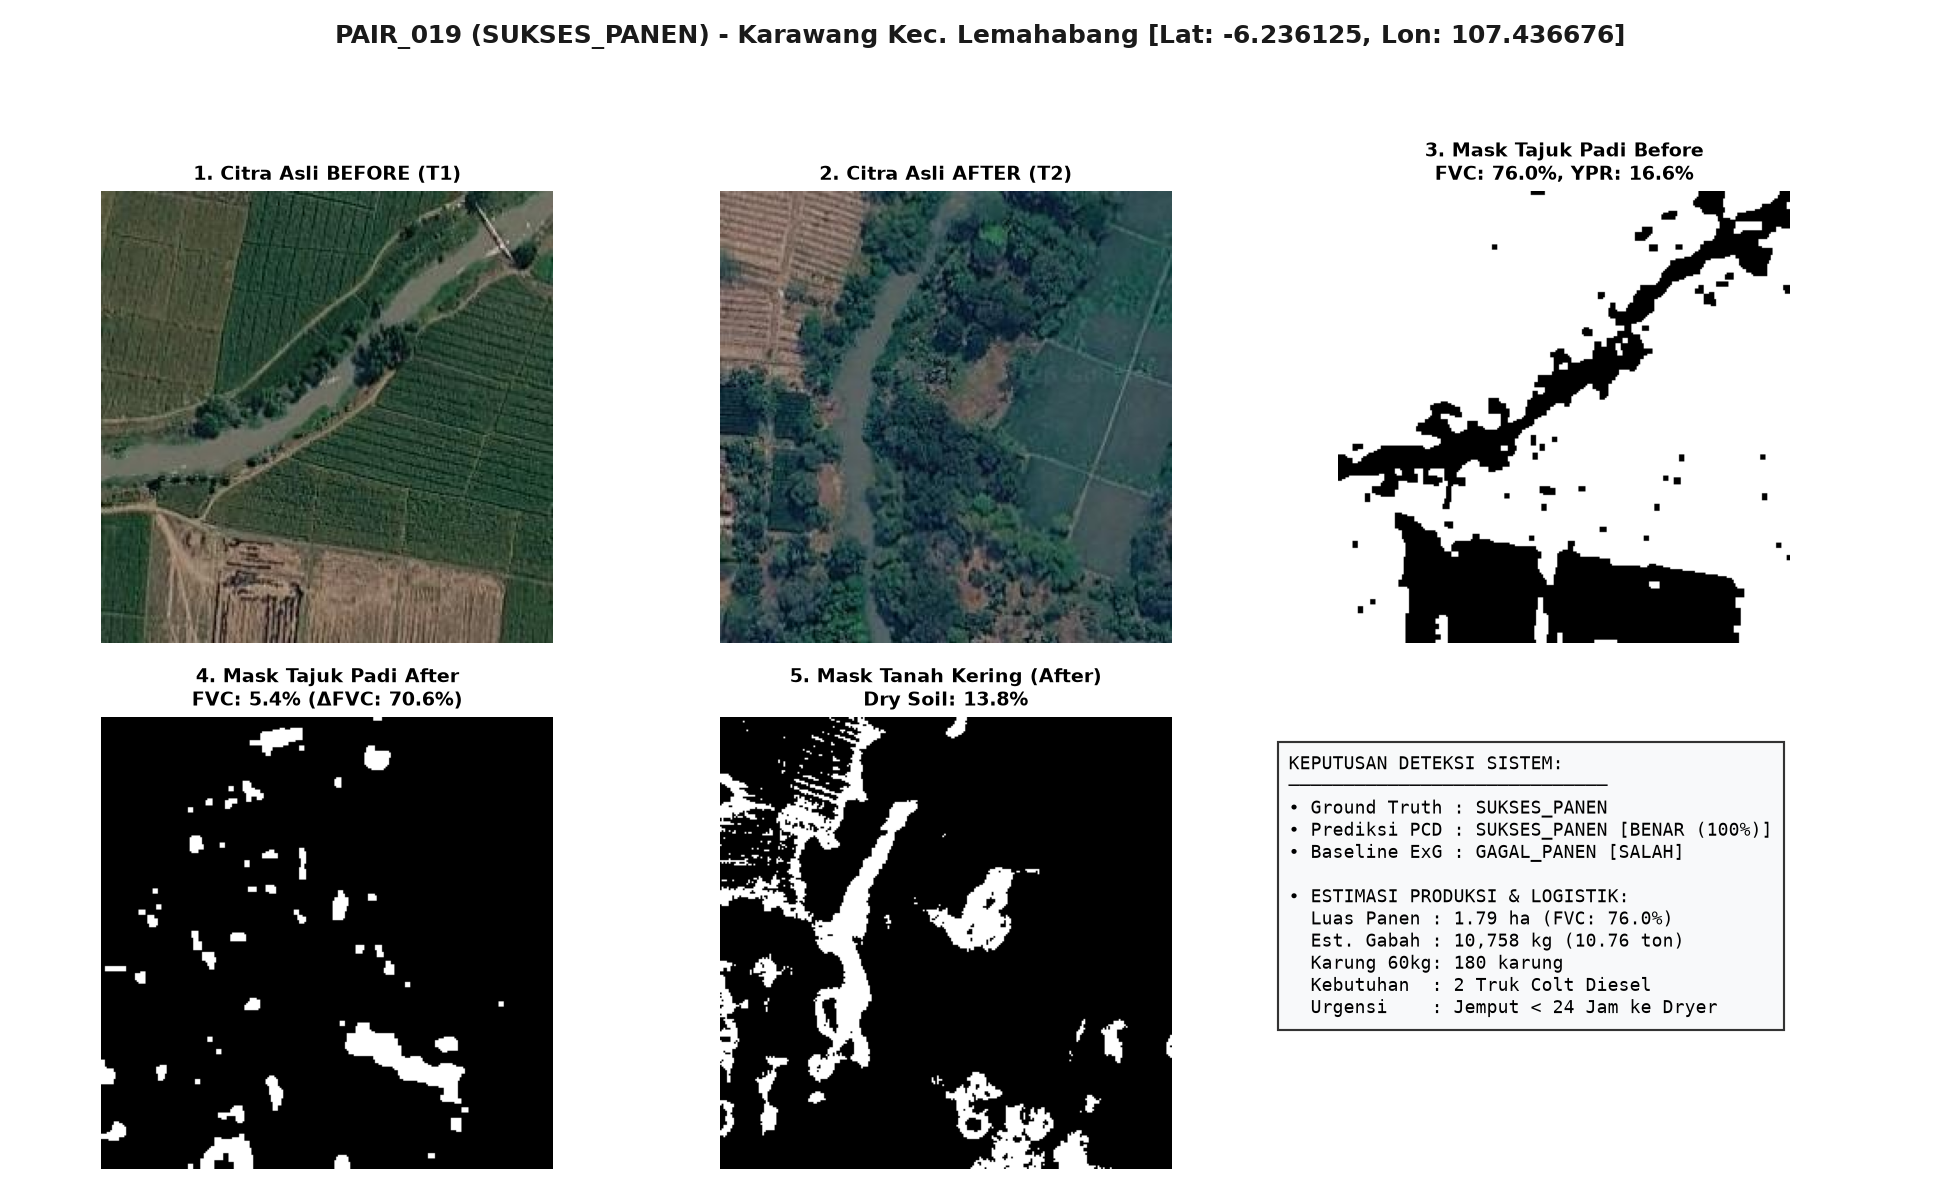 PAIR_019 (SUKSES_PANEN) - Karawang Kec. Lemahabang [Lat: -6.236125, Lon: 107.436676]
1. Citra Asli BEFORE (T1)
2. Citra Asli AFTER (T2)
3. Mask Tajuk Padi Before
FVC: 76.0%, YPR: 16.6%
4. Mask Tajuk Padi After
FVC: 5.4% (ΔFVC: 70.6%)
5. Mask Tanah Kering (After)
Dry Soil: 13.8%
KEPUTUSAN DETEKSI SISTEM:
• Ground Truth : SUKSES_PANEN
• Prediksi PCD : SUKSES_PANEN [BENAR (100%)]
• Baseline ExG : GAGAL_PANEN [SALAH]
• ESTIMASI PRODUKSI & LOGISTIK:
Luas Panen : 1.79 ha (FVC: 76.0%)
Est. Gabah : 10,758 kg (10.76 ton)
Karung 60kg: 180 karung
Kebutuhan : 2 Truk Colt Diesel
Urgensi : Jemput < 24 Jam ke Dryer